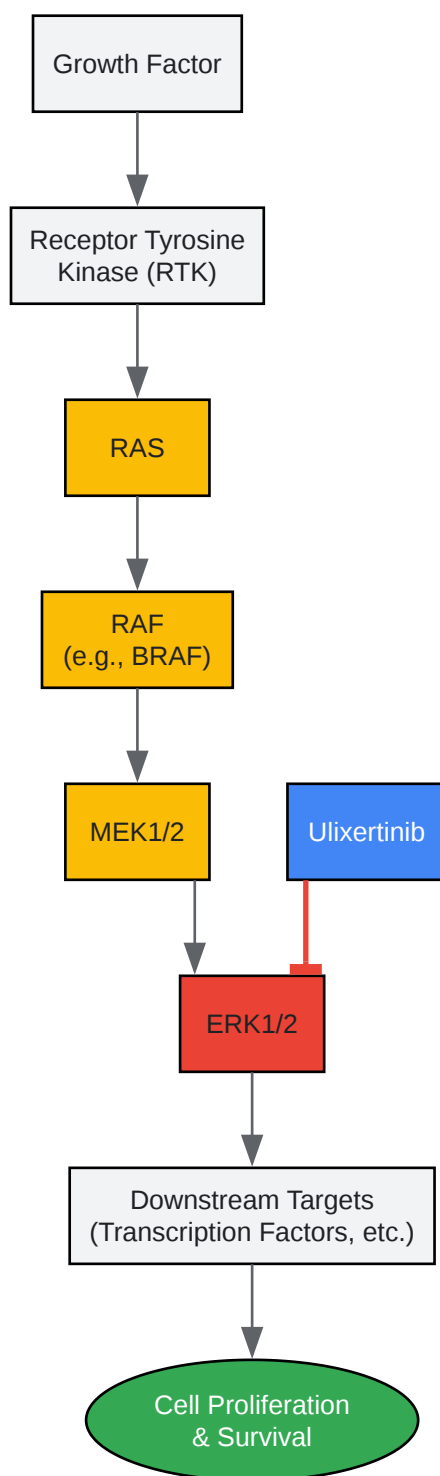 Growth Factor
Receptor Tyrosine
Kinase (RTK)
RAS
RAF
(e.g., BRAF)
MEK1/2
Ulixertinib
ERK1/2
Downstream Targets
(Transcription Factors, etc.)
Cell Proliferation
& Survival